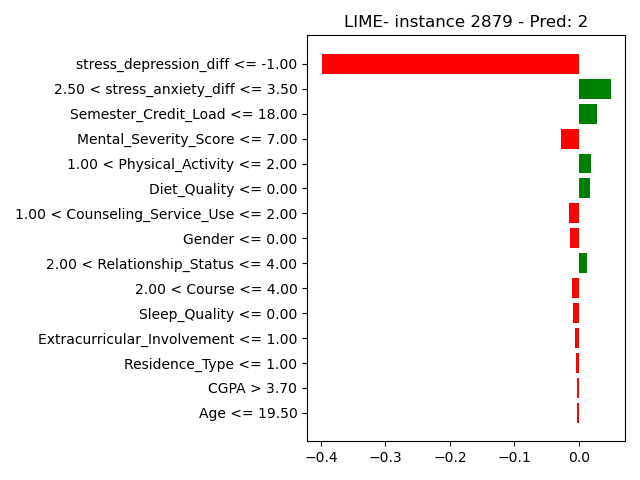 LIME- instance 2879 - Pred: 2
stress_depression_diff <= -1.00
2.50 < stress_anxiety_diff <= 3.50
Semester_Credit_Load <= 18.00
Mental_Severity_Score <= 7.00
1.00 < Physical_Activity <= 2.00
Diet_Quality <= 0.00
1.00 < Counseling_Service_Use <= 2.00
Gender <= 0.00
2.00 < Relationship_Status <= 4.00
2.00 < Course <= 4.00
Sleep_Quality <= 0.00
Extracurricular_Involvement <= 1.00
Residence_Type <= 1.00
CGPA > 3.70
Age <= 19.50
−0.4 −0.3 −0.2 −0.1 0.0